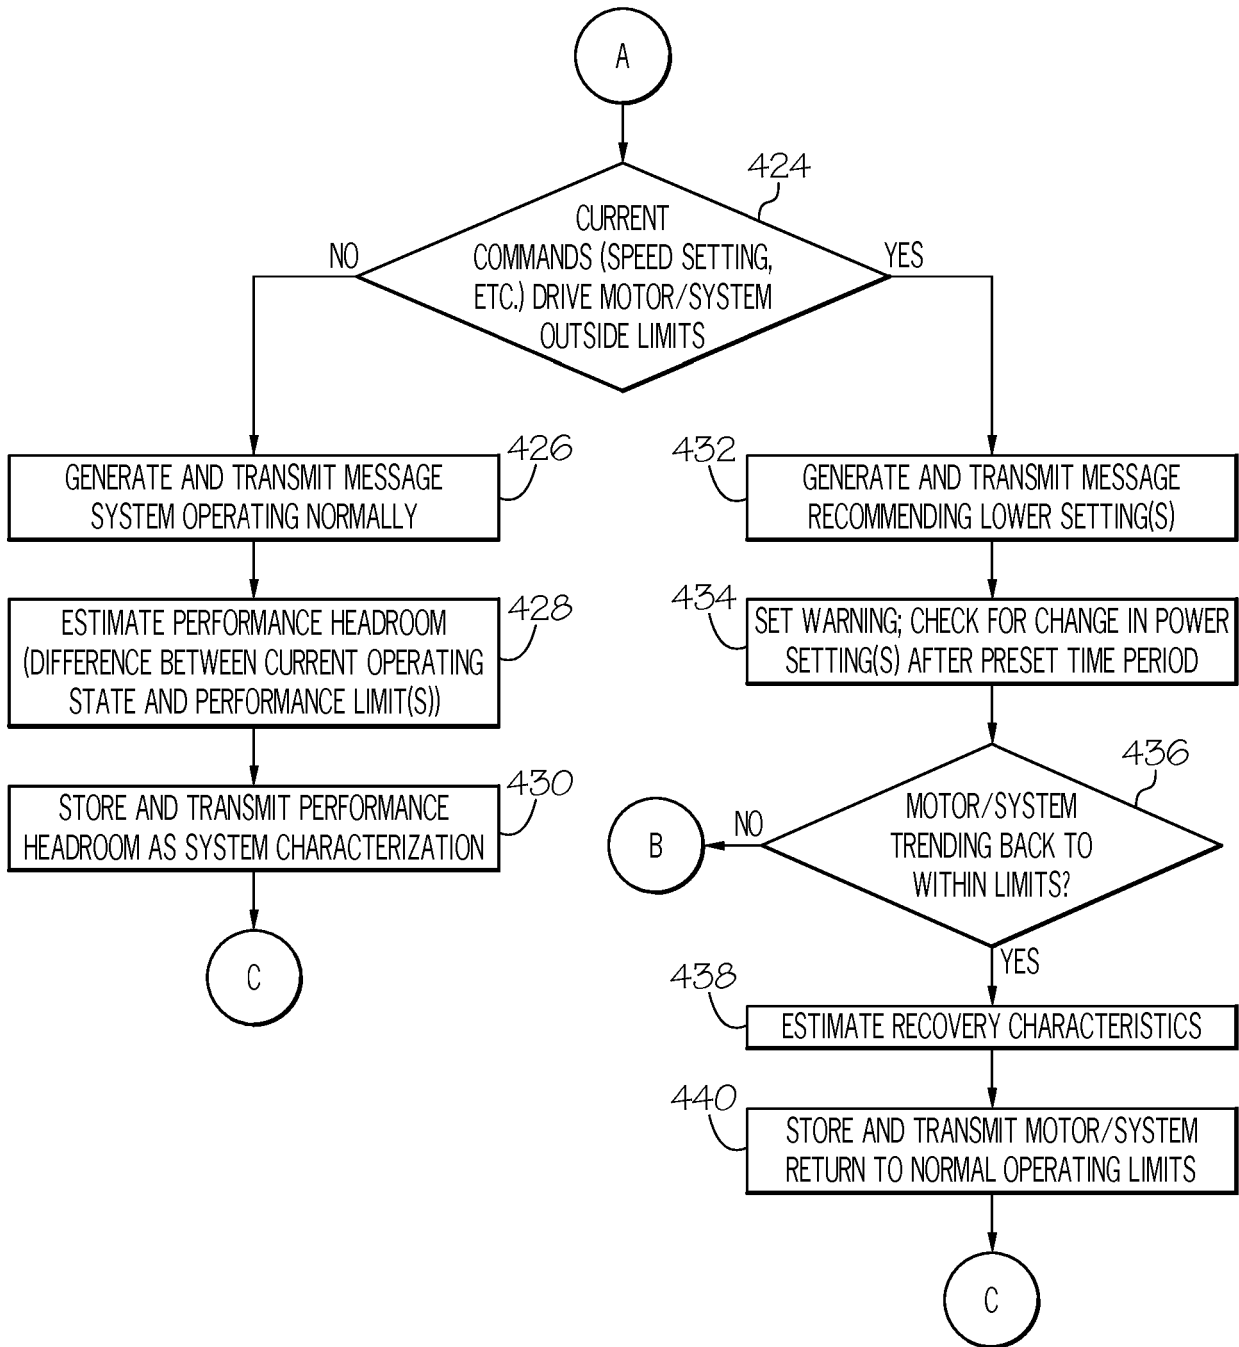 A
424
CURRENT
COMMANDS (SPEED SETTING,
ETC.) DRIVE MOTOR/SYSTEM
OUTSIDE LIMITS
NO
YES
426
GENERATE AND TRANSMIT MESSAGE
SYSTEM OPERATING NORMALLY
428
ESTIMATE PERFORMANCE HEADROOM
(DIFFERENCE BETWEEN CURRENT OPERATING
STATE AND PERFORMANCE LIMIT(S))
430
STORE AND TRANSMIT PERFORMANCE
HEADROOM AS SYSTEM CHARACTERIZATION
C
432
GENERATE AND TRANSMIT MESSAGE
RECOMMENDING LOWER SETTING(S)
434
SET WARNING; CHECK FOR CHANGE IN POWER
SETTING(S) AFTER PRESET TIME PERIOD
436
MOTOR/SYSTEM
TRENDING BACK TO
WITHIN LIMITS?
NO
B
YES
438
ESTIMATE RECOVERY CHARACTERISTICS
440
STORE AND TRANSMIT MOTOR/SYSTEM
RETURN TO NORMAL OPERATING LIMITS
C